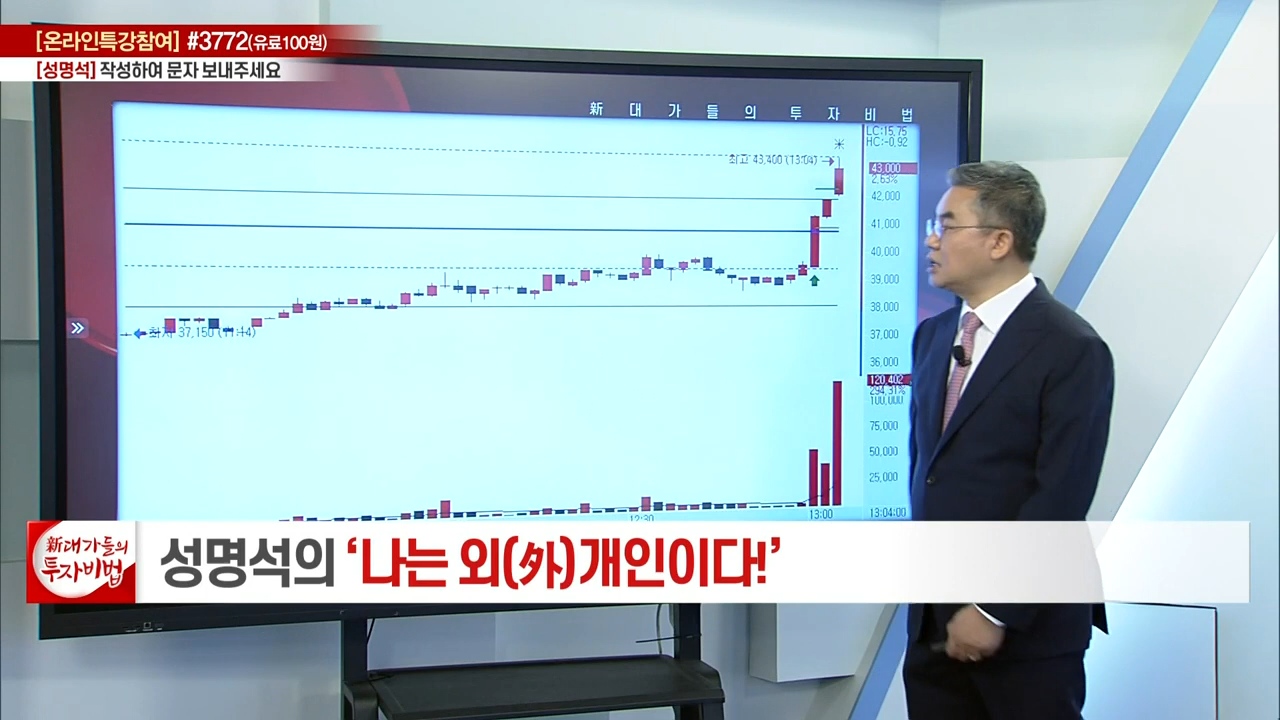 [온라인특강참여] #3772(유료100원)
[성명석] 작성하여 문자 보내주세요
新 대 가 들 의 투 자 비 법
LC:15.75
HC:-0.92
최고 43,400 (13:04)
43,000
2.63%
42,000
41,000
40,000
39,000
38,000
37,000
36,000
최저 37,150 (11:14)
120,402
294.31%
100,000
75,000
50,000
25,000
12:30
13:00
13:04:00
新대가들의
투자비법
성명석의 ‘나는 외(外)개인이다!’